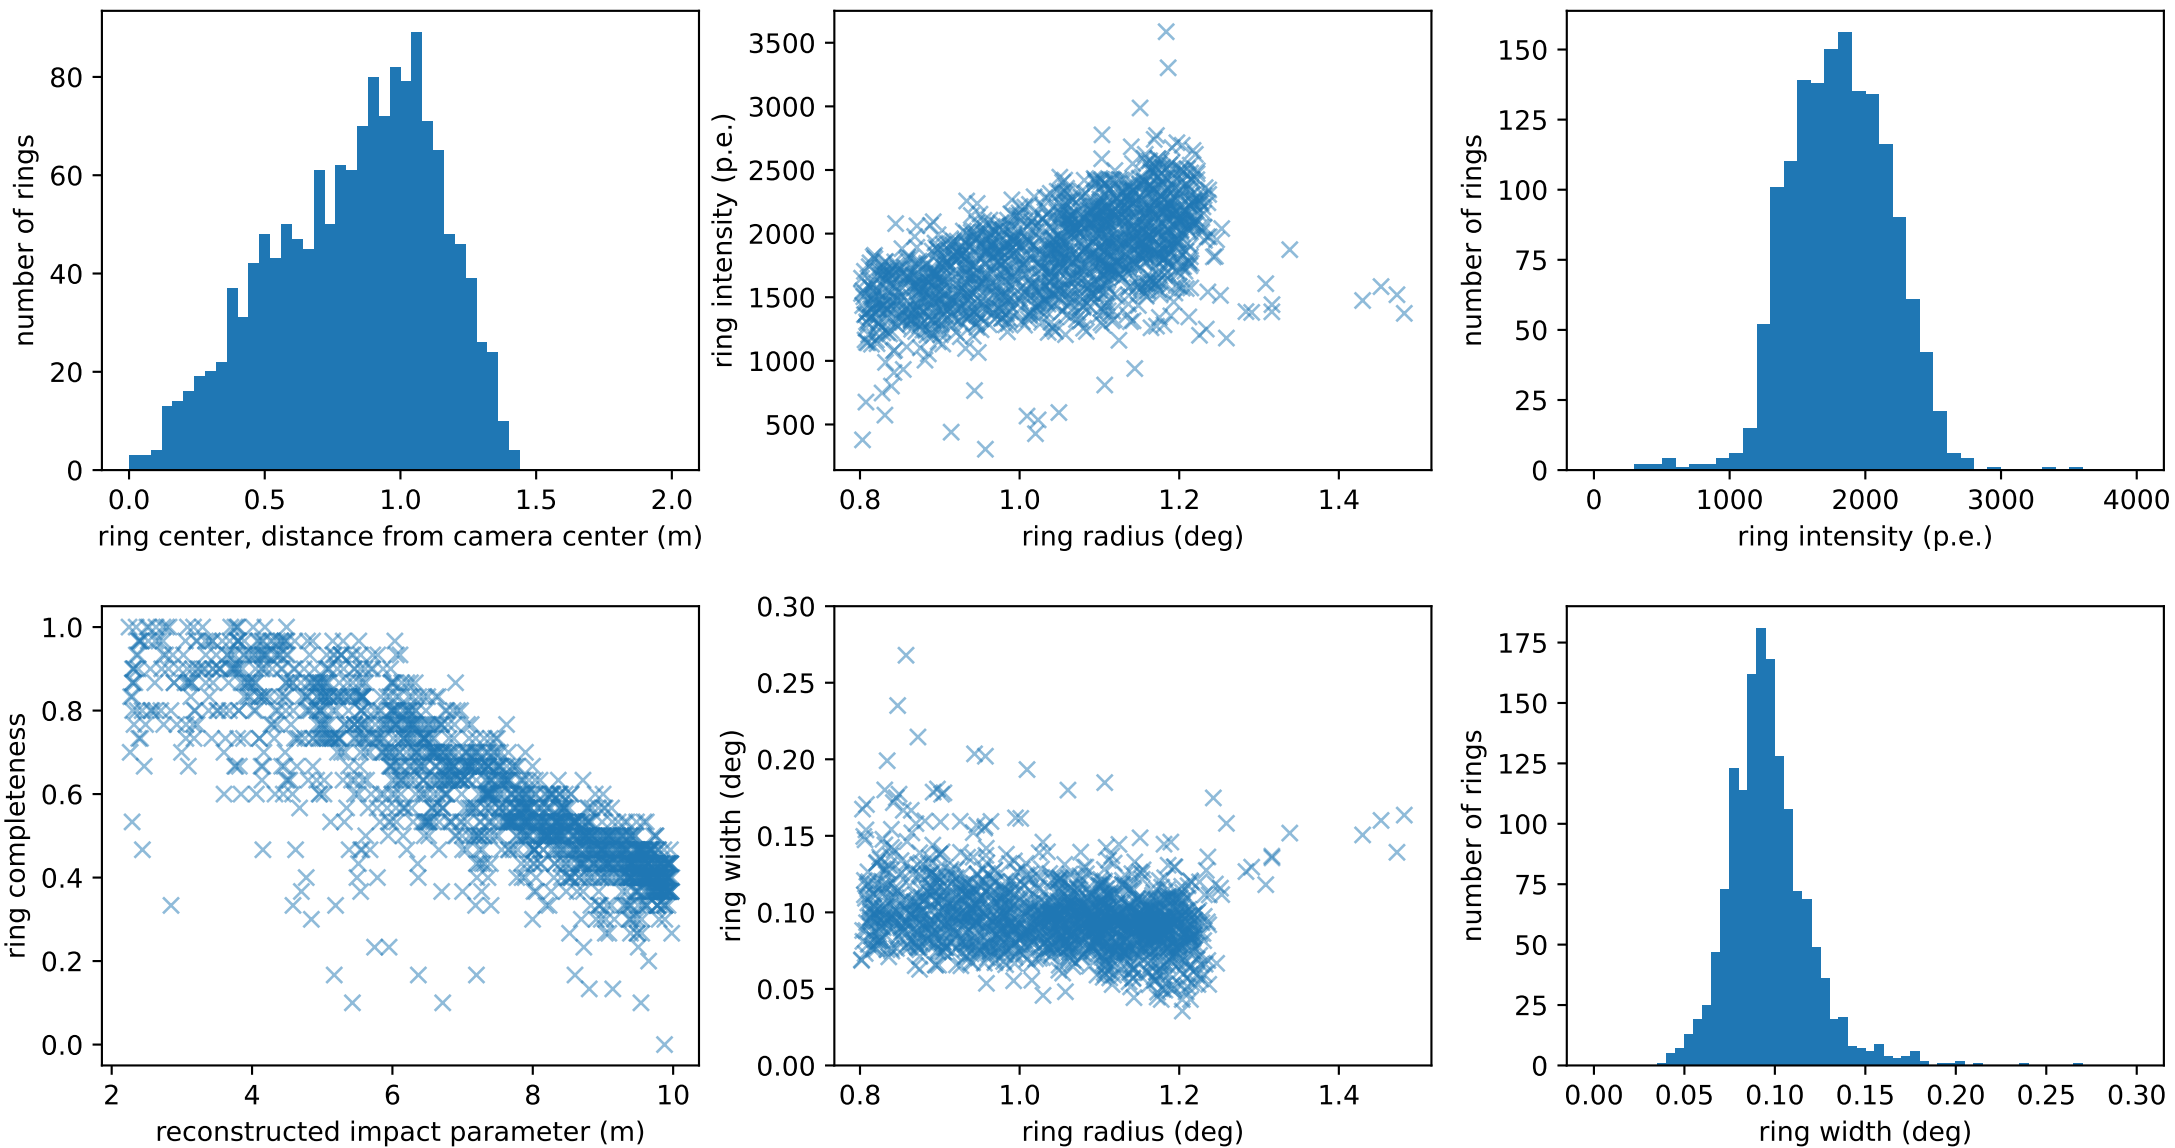 number of rings
80
60
40
20
0
0.0 0.5 1.0 1.5 2.0
ring center, distance from camera center (m)
ring intensity (p.e.)
3500
3000
2500
2000
1500
1000
500
0.8 1.0 1.2 1.4
ring radius (deg)
number of rings
150
125
100
75
50
25
0
0 1000 2000 3000 4000
ring intensity (p.e.)
ring completeness
1.0
0.8
0.6
0.4
0.2
0.0
2 4 6 8 10
reconstructed impact parameter (m)
ring width (deg)
0.30
0.25
0.20
0.15
0.10
0.05
0.00
0.8 1.0 1.2 1.4
ring radius (deg)
number of rings
175
150
125
100
75
50
25
0
0.00 0.05 0.10 0.15 0.20 0.25 0.30
ring width (deg)